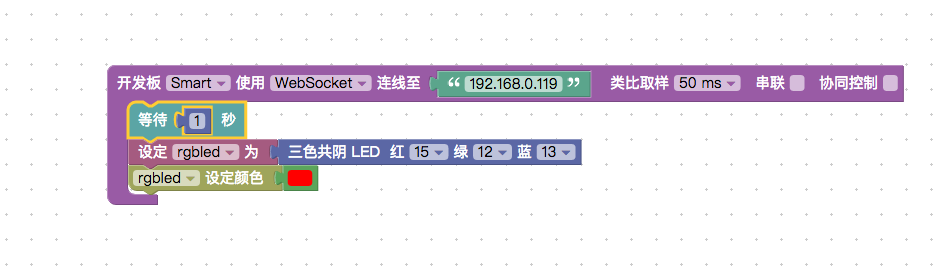 开发板 Smart 使用 WebSocket 连线至 “ 192.168.0.119 ” 类比取样 50 ms 串联 协同控制
等待 1 秒
设定 rgbled 为 三色共阴 LED 红 15 绿 12 蓝 13
rgbled 设定颜色